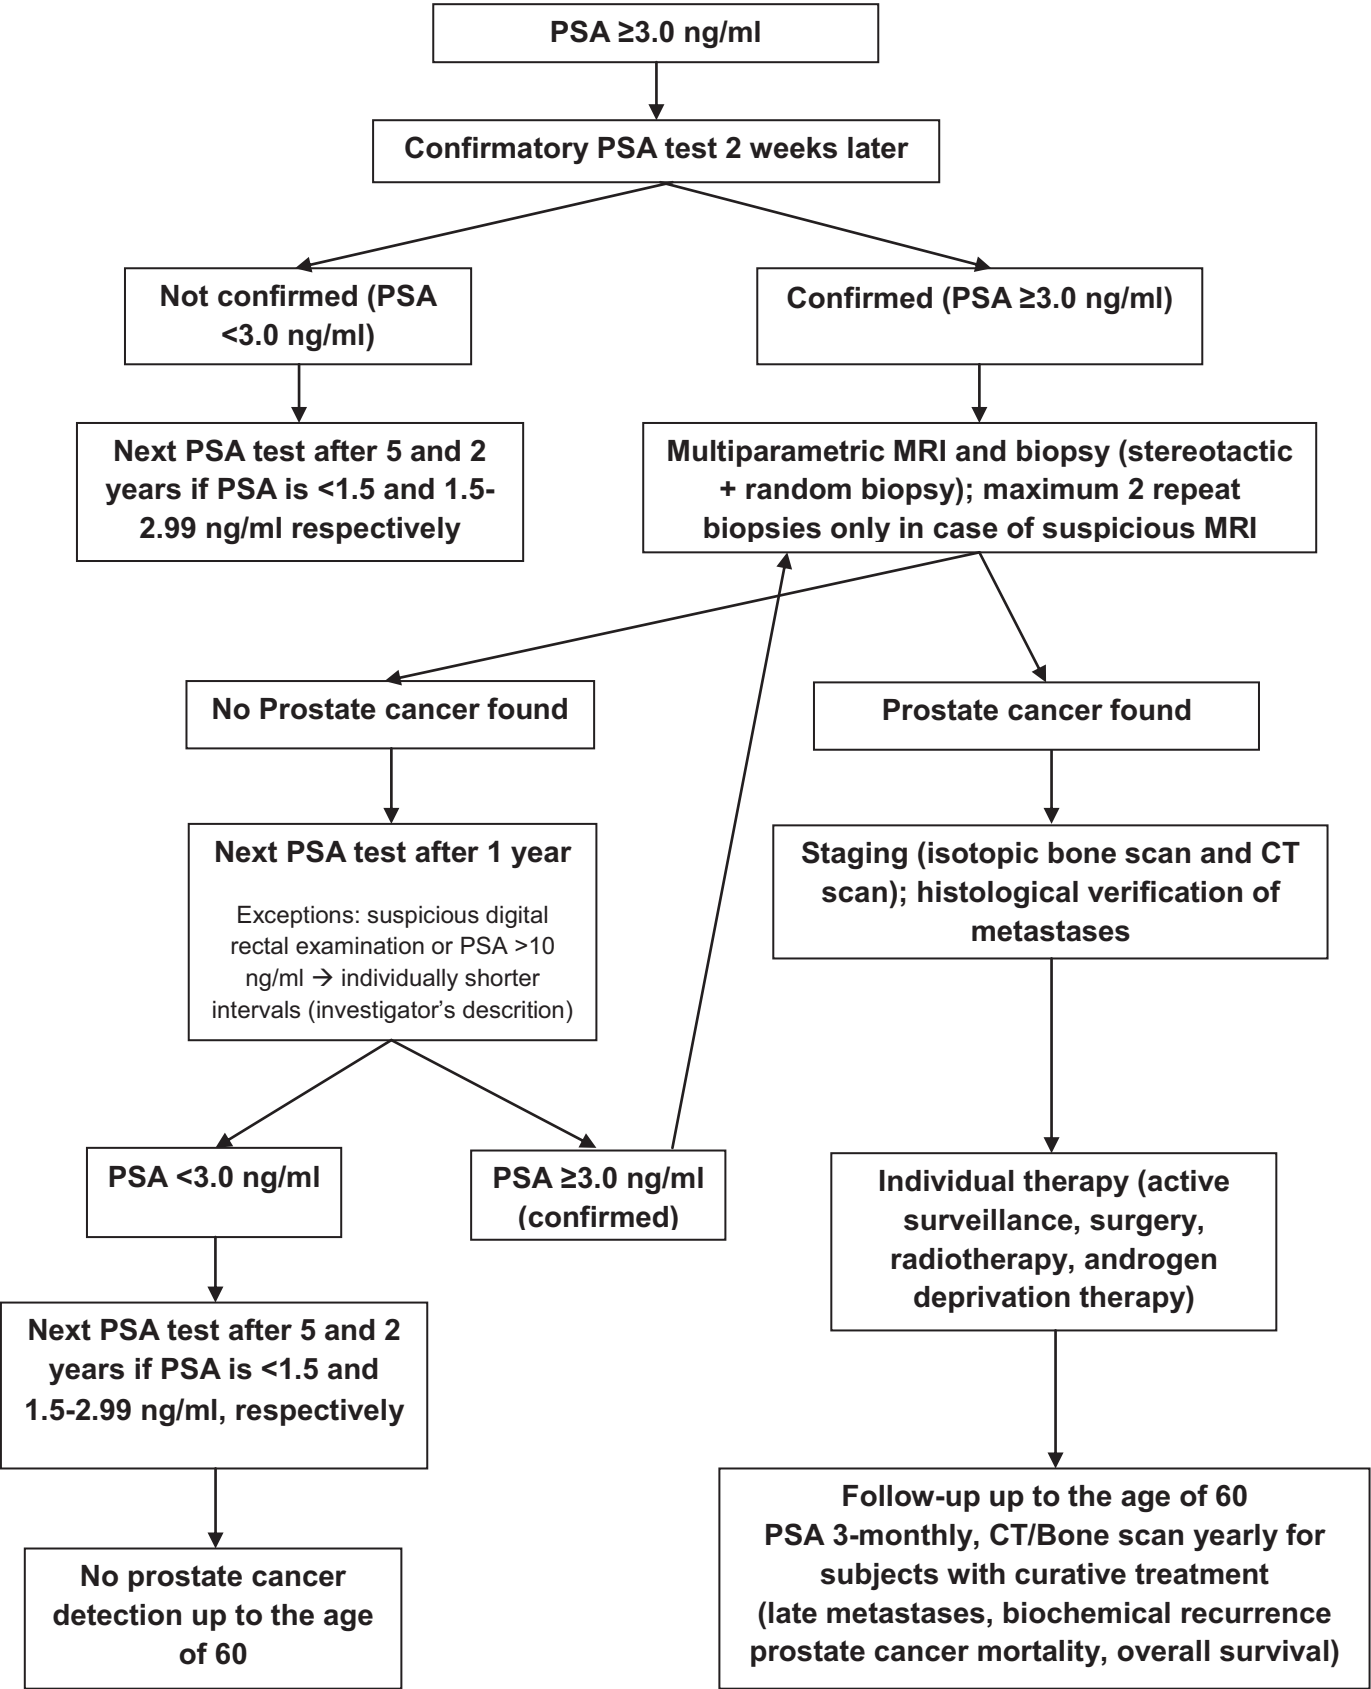 PSA ≥3.0 ng/ml
Confirmatory PSA test 2 weeks later
Not confirmed (PSA
<3.0 ng/ml)
Confirmed (PSA ≥3.0 ng/ml)
Next PSA test after 5 and 2
years if PSA is <1.5 and 1.5-
2.99 ng/ml respectively
Multiparametric MRI and biopsy (stereotactic
+ random biopsy); maximum 2 repeat
biopsies only in case of suspicious MRI
No Prostate cancer found
Prostate cancer found
Next PSA test after 1 year
Exceptions: suspicious digital
rectal examination or PSA >10
ng/ml → individually shorter
intervals (investigator's descrition)
Staging (isotopic bone scan and CT
scan); histological verification of
metastases
PSA <3.0 ng/ml
PSA ≥3.0 ng/ml
(confirmed)
Individual therapy (active
surveillance, surgery,
radiotherapy, androgen
deprivation therapy)
Next PSA test after 5 and 2
years if PSA is <1.5 and
1.5-2.99 ng/ml, respectively
No prostate cancer
detection up to the age
of 60
Follow-up up to the age of 60
PSA 3-monthly, CT/Bone scan yearly for
subjects with curative treatment
(late metastases, biochemical recurrence
prostate cancer mortality, overall survival)